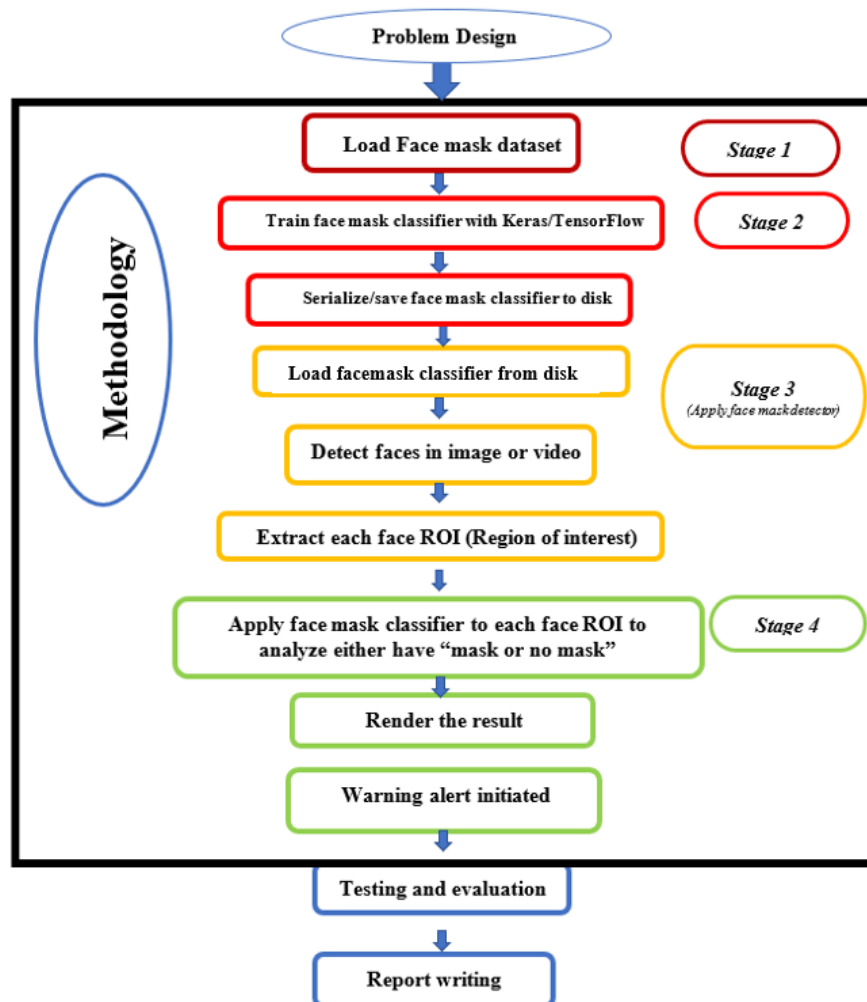 Problem Design
Load Face mask dataset
Stage 1
Train face mask classifier with Keras/TensorFlow
Stage 2
Serialize/save face mask classifier to disk
Methodology
Load facemask classifier from disk
Stage 3
(Apply face mask detector)
Detect faces in image or video
Extract each face ROI (Region of interest)
Apply face mask classifier to each face ROI to
analyze either have “mask or no mask”
Stage 4
Render the result
Warning alert initiated
Testing and evaluation
Report writing